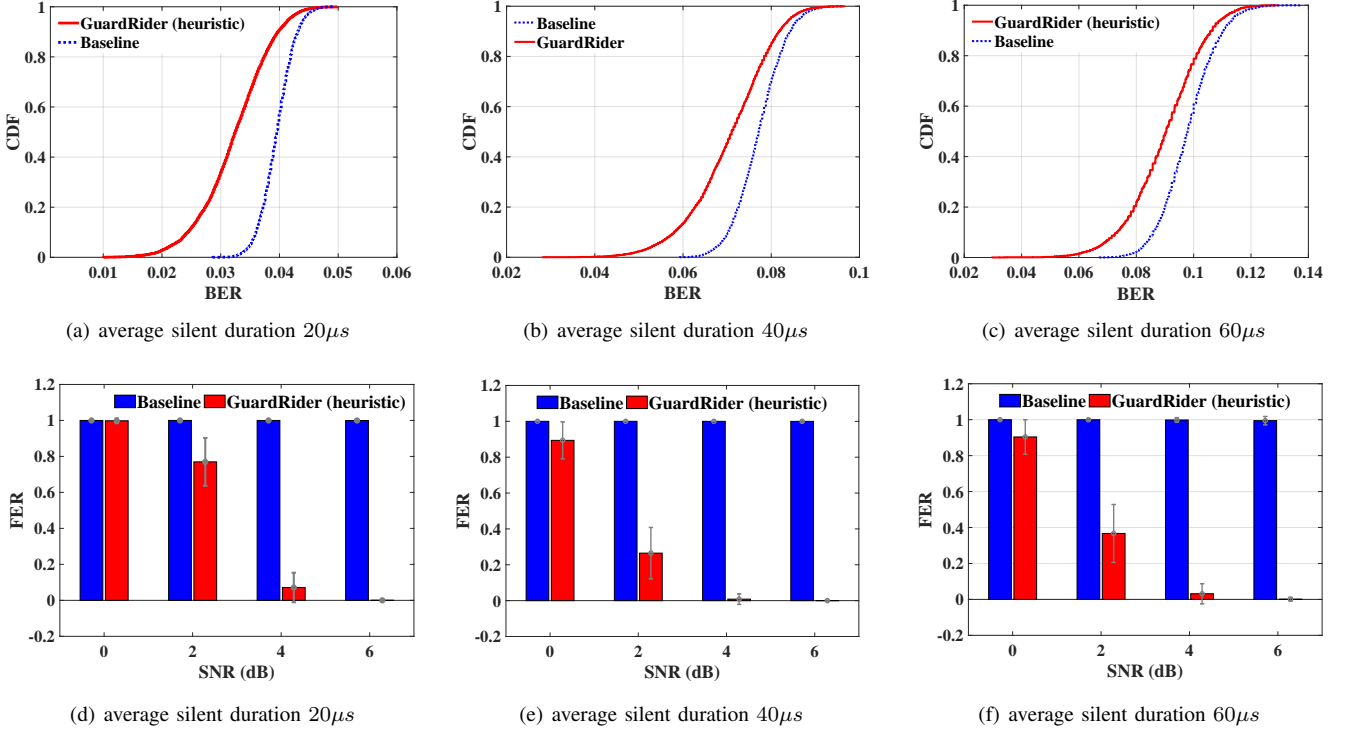 GuardRider (heuristic)
Baseline
1
0.8
0.6
0.4
0.2
0
CDF
0.01 0.02 0.03 0.04 0.05 0.06
BER
(a) average silent duration 20μs
Baseline
GuardRider
1
0.8
0.6
0.4
0.2
0
CDF
0.04 0.06 0.08 0.1
BER
(b) average silent duration 40μs
GuardRider (heuristic)
Baseline
1
0.8
0.6
0.4
0.2
0
CDF
0.02 0.04 0.06 0.08 0.1 0.12 0.14
BER
(c) average silent duration 60μs
Baseline GuardRider (heuristic)
1.2
1
0.8
0.6
0.4
0.2
0
-0.2
FER
0 2 4 6
SNR (dB)
(d) average silent duration 20μs
Baseline GuardRider (heuristic)
1.2
1
0.8
0.6
0.4
0.2
0
-0.2
FER
0 2 4 6
SNR (dB)
(e) average silent duration 40μs
Baseline GuardRider (heuristic)
1.2
1
0.8
0.6
0.4
0.2
0
-0.2
FER
0 2 4 6
SNR (dB)
(f) average silent duration 60μs